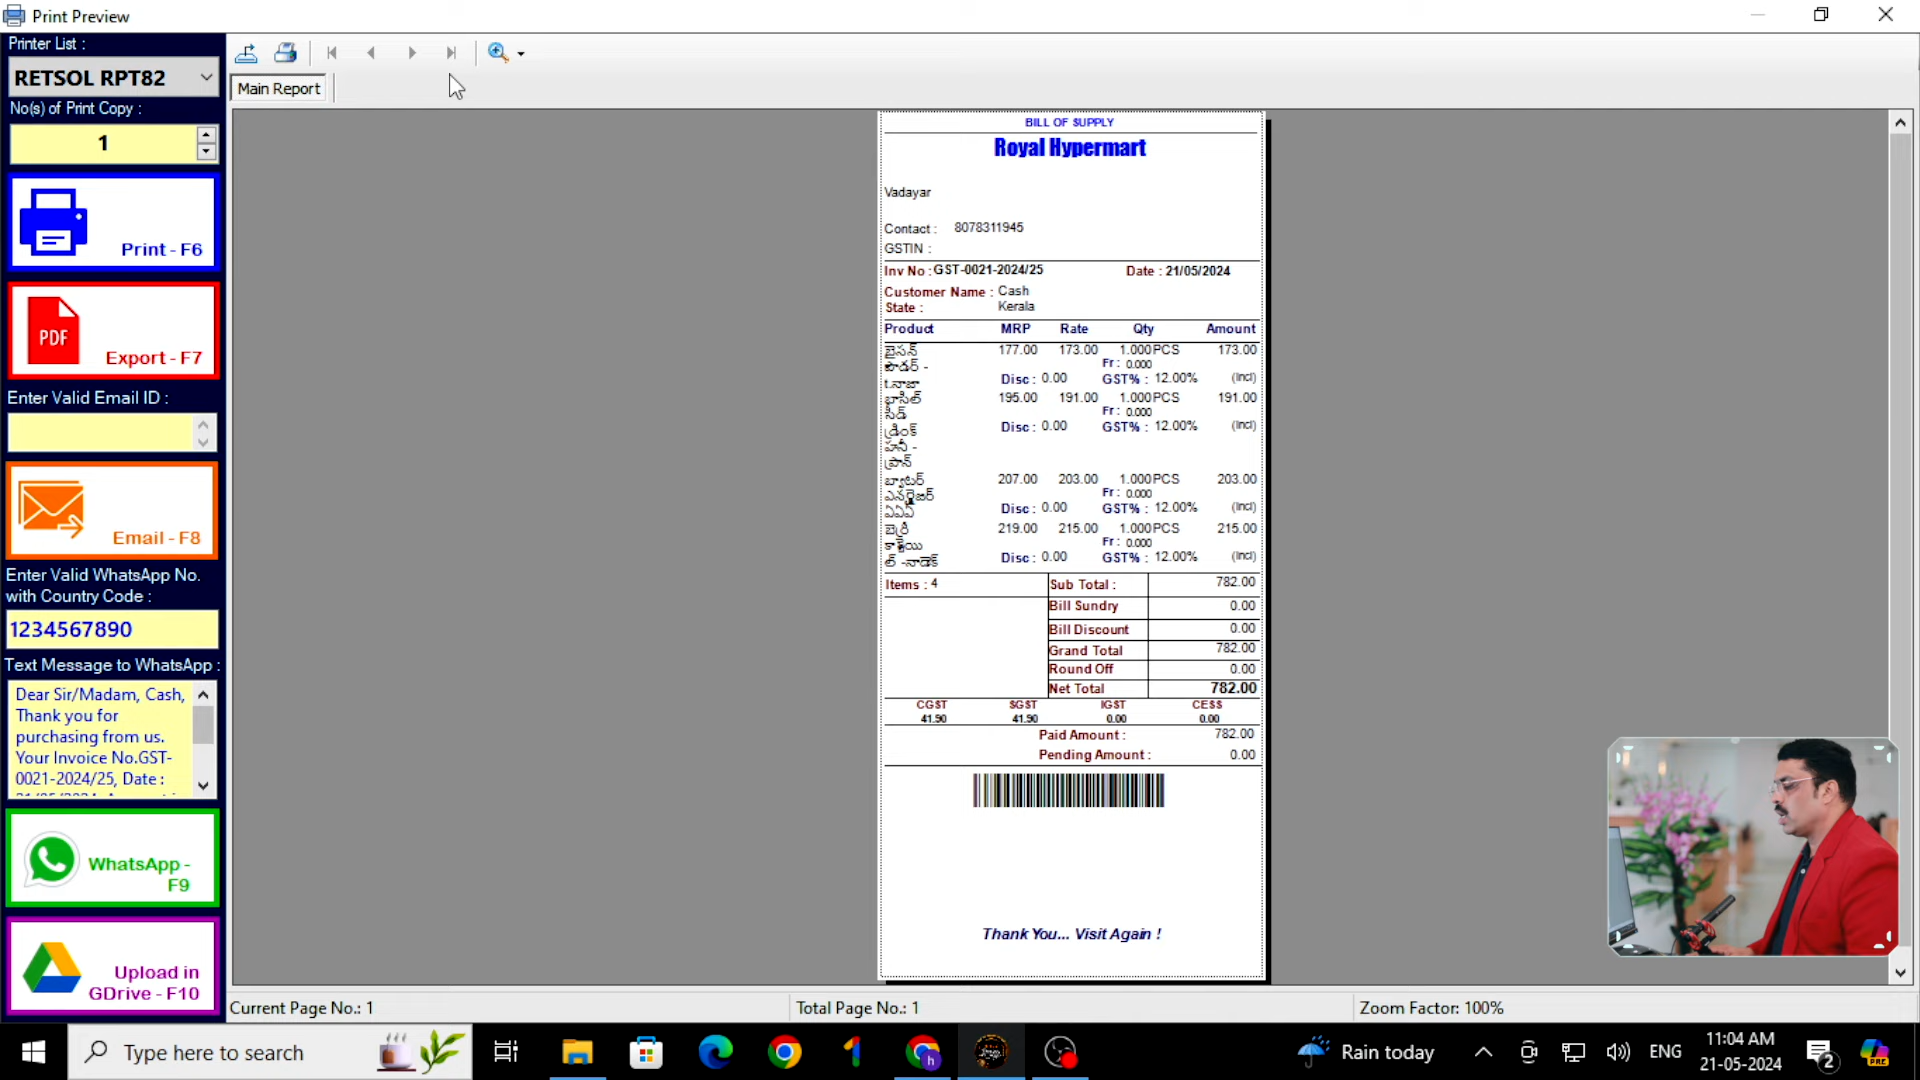 Print Preview
Printer List :
RETSOL RPT82
No(s) of Print Copy :
1
Print - F6
PDF
Export - F7
Enter Valid Email ID :
Email - F8
Enter Valid WhatsApp No.
with Country Code :
1234567890
Text Message to WhatsApp :
Dear Sir/Madam, Cash,
Thank you for
purchasing from us.
Your Invoice No.GST-
0021-2024/25, Date :
WhatsApp -
F9
Upload in
GDrive - F10
Main Report
BILL OF SUPPLY
Royal Hypermart
Vadayar
Contact : 8078311945
GSTIN :
Inv No :GST-0021-2024/25 Date : 21/05/2024
Customer Name : Cash
State : Kerala
Product MRP Rate Qty Amount
బైసన్ 177.00 173.00 1.000PCS 173.00
పౌడర్ - Fr : 0.000
Disc : 0.00 GST% : 12.00% (Incl)
బాసిల్ 195.00 191.00 1.000PCS 191.00
సీడ్ Fr : 0.000
డ్రింక్ Disc : 0.00 GST% : 12.00% (Incl)
హనీ -
ప్రాన్
బ్యాటర్ 207.00 203.00 1.000PCS 203.00
Fr : 0.000
ఏఏఏ Disc : 0.00 GST% : 12.00% (Incl)
బెర్రీ 219.00 215.00 1.000PCS 215.00
Fr : 0.000
Disc : 0.00 GST% : 12.00% (Incl)
Items : 4 Sub Total : 782.00
Bill Sundry 0.00
Bill Discount 0.00
Grand Total 782.00
Round Off 0.00
Net Total 782.00
CGST SGST IGST CESS
41.90 41.90 0.00 0.00
Paid Amount : 782.00
Pending Amount : 0.00
Thank You... Visit Again !
Current Page No.: 1 Total Page No.: 1 Zoom Factor: 100%
Type here to search
Rain today
ENG
11:04 AM
21-05-2024
2